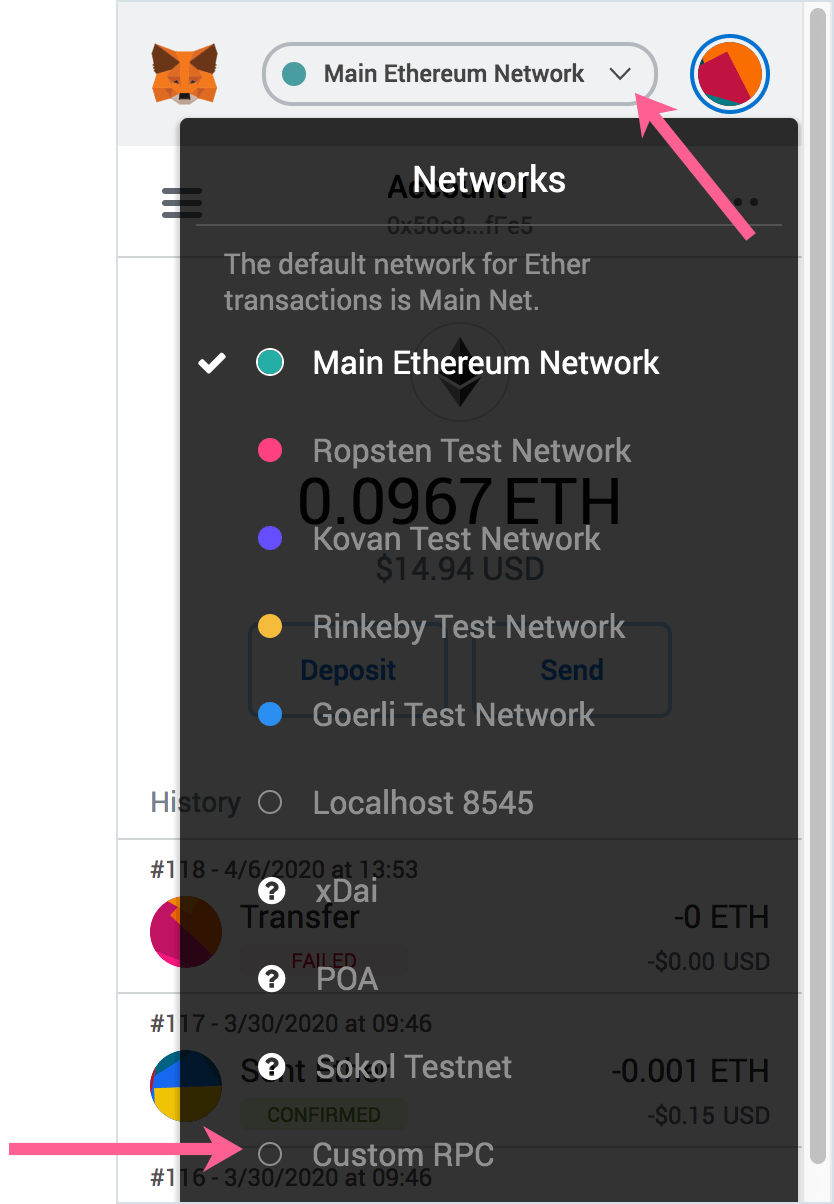 Main Ethereum Network
Networks
Account 1
0x50c8...fFe5
The default network for Ether
transactions is Main Net.
Main Ethereum Network
Ropsten Test Network
0.0967 ETH
Kovan Test Network
$14.94 USD
Rinkeby Test Network
Deposit Send
Goerli Test Network
History
Localhost 8545
#118 - 4/6/2020 at 13:53
xDai
Transfer -0 ETH
FAILED -$0.00 USD
POA
#117 - 3/30/2020 at 09:46
Sokol Testnet
Sent Ether -0.001 ETH
CONFIRMED -$0.15 USD
Custom RPC
#116 - 3/30/2020 at 09:46